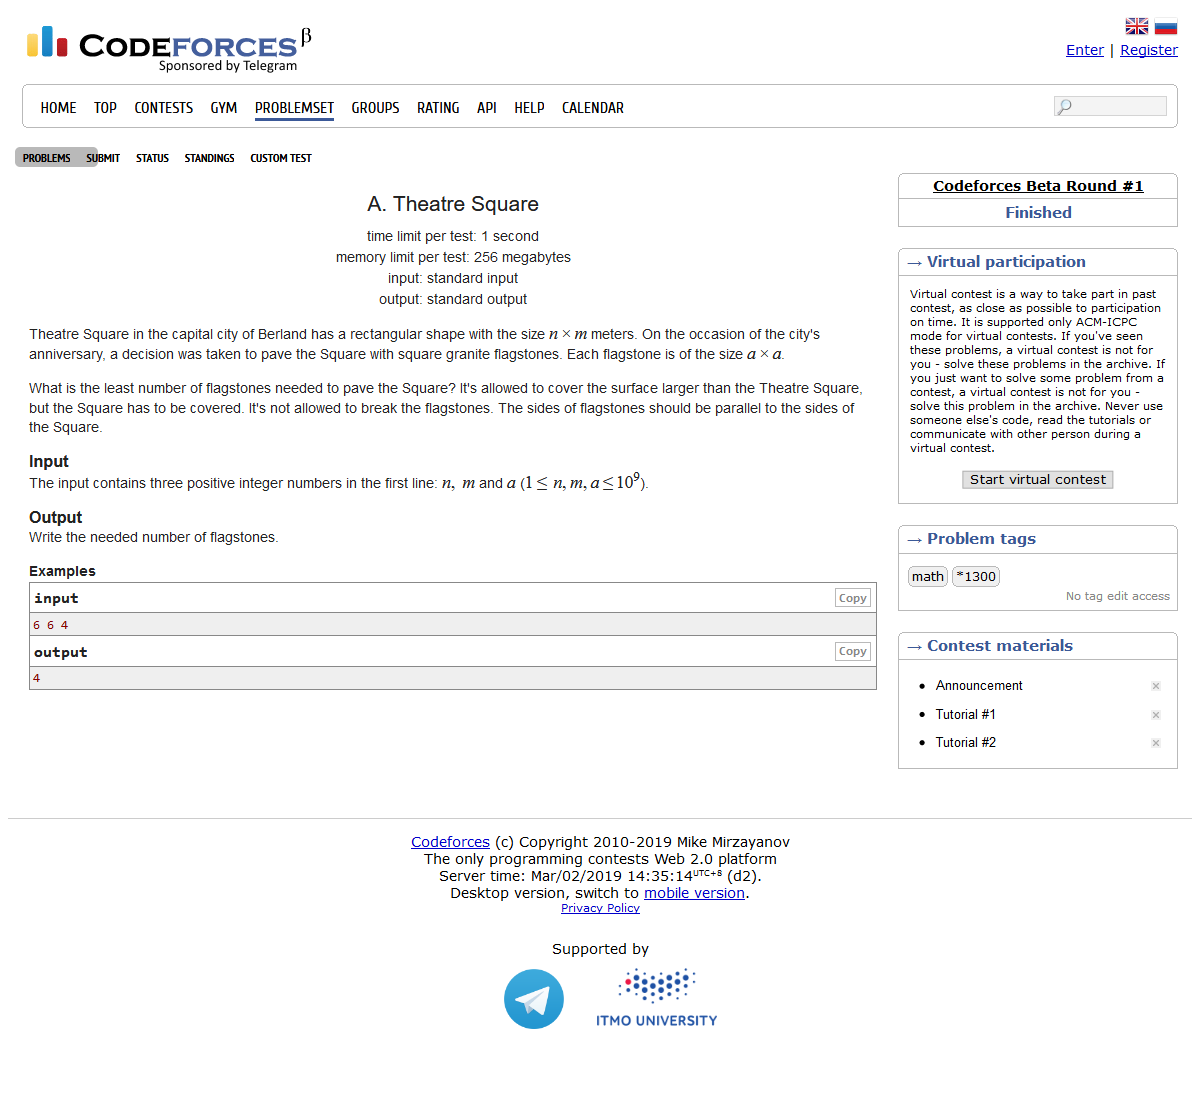 CODEFORCES β
Sponsored by Telegram
Enter | Register
HOME TOP CONTESTS GYM PROBLEMSET GROUPS RATING API HELP CALENDAR
PROBLEMS SUBMIT STATUS STANDINGS CUSTOM TEST
A. Theatre Square
time limit per test: 1 second
memory limit per test: 256 megabytes
input: standard input
output: standard output
Theatre Square in the capital city of Berland has a rectangular shape with the size n × m meters. On the occasion of the city's
anniversary, a decision was taken to pave the Square with square granite flagstones. Each flagstone is of the size a × a.
What is the least number of flagstones needed to pave the Square? It's allowed to cover the surface larger than the Theatre Square,
but the Square has to be covered. It's not allowed to break the flagstones. The sides of flagstones should be parallel to the sides of
the Square.
Input
The input contains three positive integer numbers in the first line: n, m and a (1 ≤ n, m, a ≤ 10⁹).
Output
Write the needed number of flagstones.
Examples
input Copy
6 6 4
output Copy
4
Codeforces Beta Round #1
Finished
→ Virtual participation
Virtual contest is a way to take part in past
contest, as close as possible to participation
on time. It is supported only ACM-ICPC
mode for virtual contests. If you've seen
these problems, a virtual contest is not for
you - solve these problems in the archive. If
you just want to solve some problem from a
contest, a virtual contest is not for you -
solve this problem in the archive. Never use
someone else's code, read the tutorials or
communicate with other person during a
virtual contest.
Start virtual contest
→ Problem tags
math *1300
No tag edit access
→ Contest materials
Announcement
Tutorial #1
Tutorial #2
Codeforces (c) Copyright 2010-2019 Mike Mirzayanov
The only programming contests Web 2.0 platform
Server time: Mar/02/2019 14:35:14 UTC+8 (d2).
Desktop version, switch to mobile version.
Privacy Policy
Supported by
ITMO UNIVERSITY